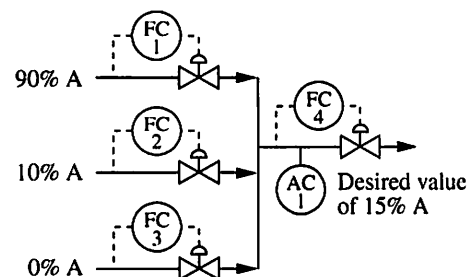 FC
1
90% A
FC
2
FC
4
10% A
AC
1
Desired value
of 15% A
FC
3
0% A